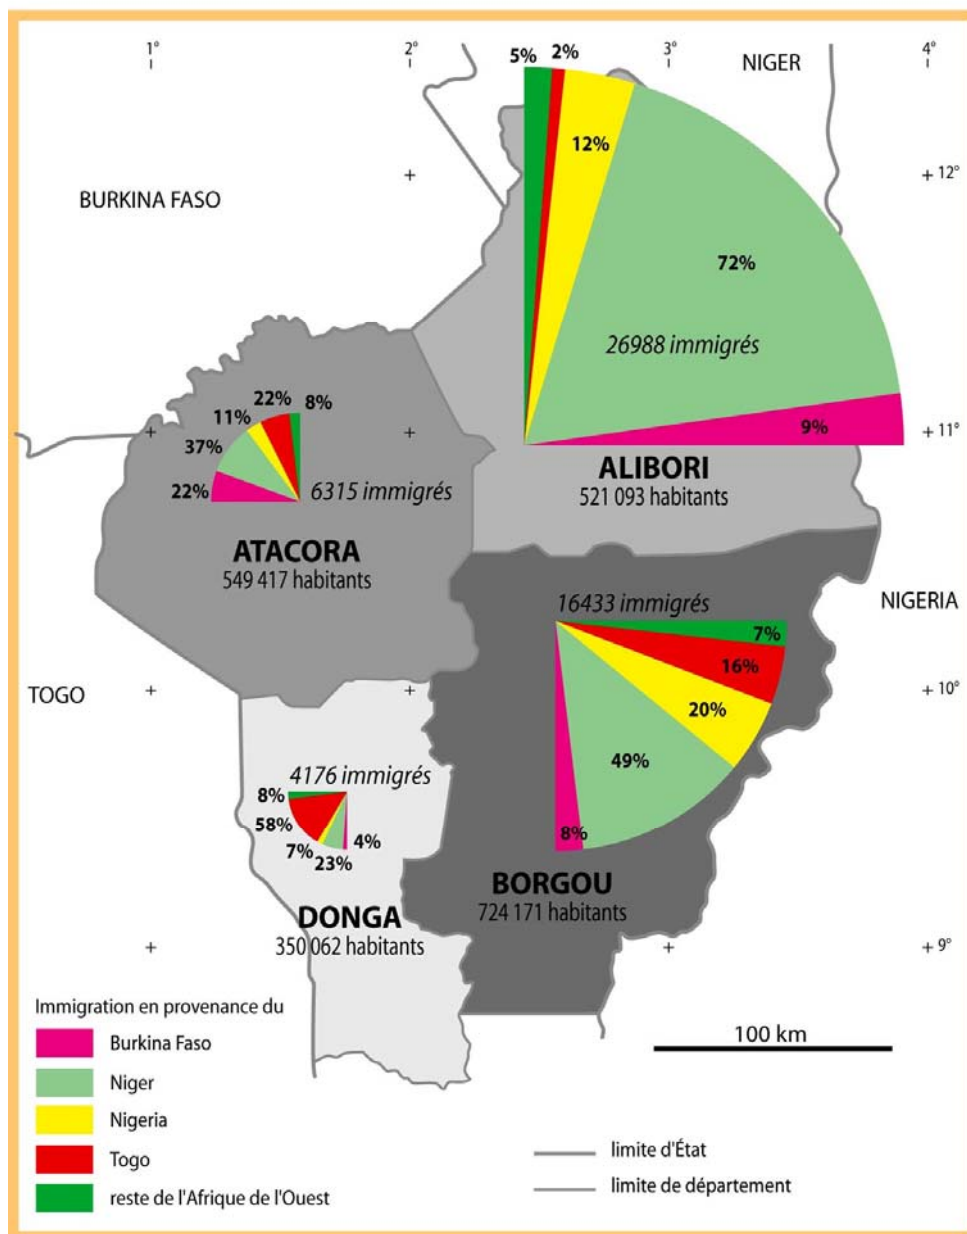 1° 2° 3° 4°
NIGER
5% 2%
12%
12°
BURKINA FASO
72%
26988 immigrés
22% 8%
11%
37%
9%
11°
22%
6315 immigrés
ALIBORI
521 093 habitants
ATACORA
549 417 habitants
16433 immigrés
NIGERIA
7%
16%
TOGO
10°
20%
49%
4176 immigrés
8%
58%
7%
23%
4%
8%
BORGOU
724 171 habitants
DONGA
350 062 habitants
9°
Immigration en provenance du
Burkina Faso
Niger
Nigeria
Togo
reste de l'Afrique de l'Ouest
100 km
limite d'État
limite de département